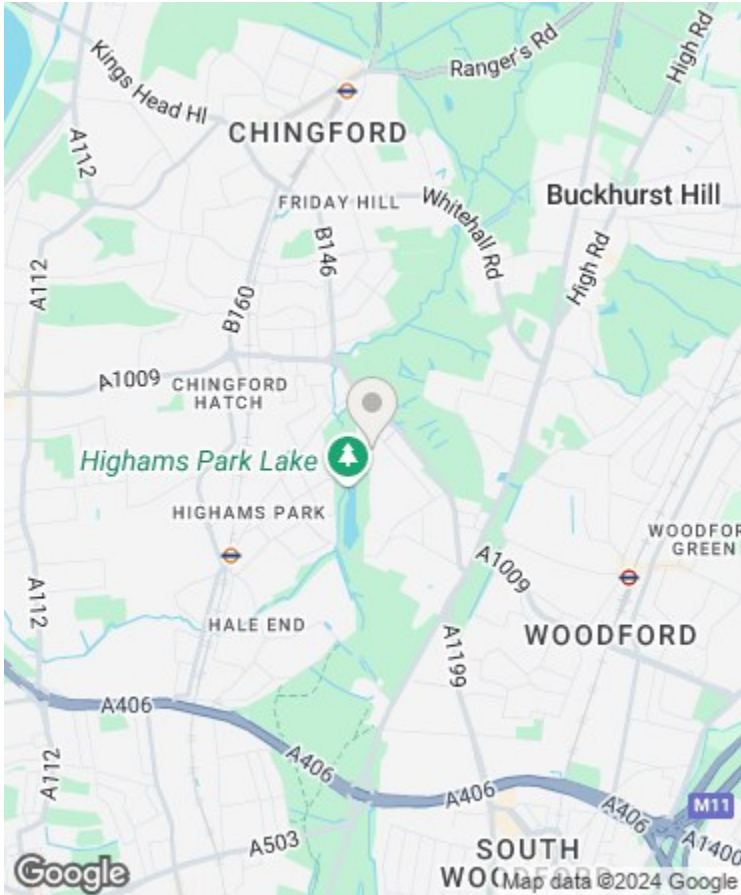 Ranger's Rd
High Rd
Kings Head Hl
CHINGFORD
A112
FRIDAY HILL
Whitehall Rd
Buckhurst Hill
B146
High Rd
A112
B160
A1009
CHINGFORD
HATCH
Highams Park Lake
HIGHAMS PARK
WOODFOR
GREEN
A1009
A112
HALE END
WOODFORD
A1199
A406
A406
A112
A406
A406
M11
A1400
A503
SOUTH
WOODFORD
Google
Map data ©2024 Google